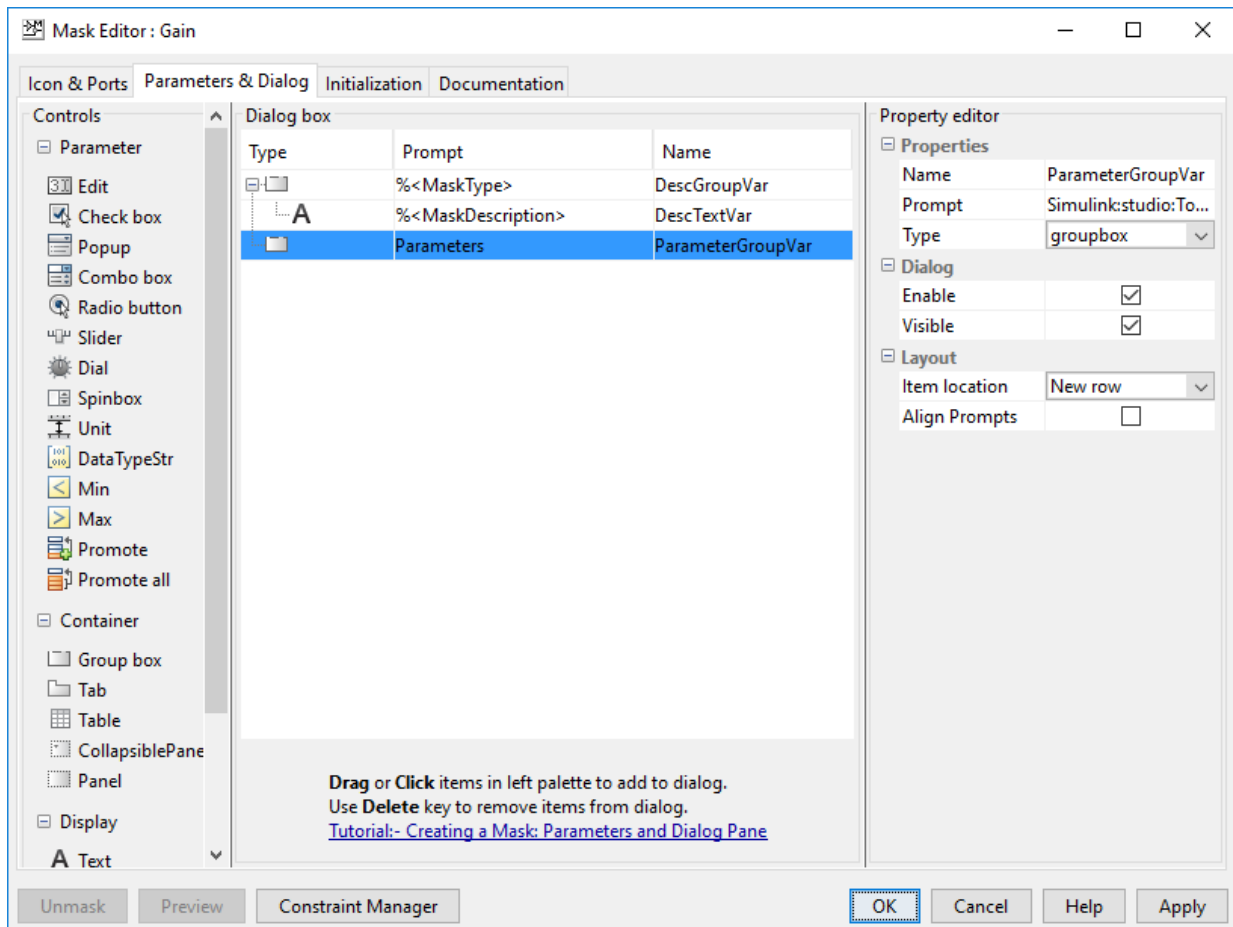 Mask Editor : Gain
Icon & Ports Parameters & Dialog Initialization Documentation
Controls
Parameter
Edit
Check box
Popup
Combo box
Radio button
Slider
Dial
Spinbox
Unit
DataTypeStr
Min
Max
Promote
Promote all
Container
Group box
Tab
Table
CollapsiblePane
Panel
Display
A Text
Dialog box
Type Prompt Name
%<MaskType> DescGroupVar
A %<MaskDescription> DescTextVar
Parameters ParameterGroupVar
Drag or Click items in left palette to add to dialog.
Use Delete key to remove items from dialog.
Tutorial:- Creating a Mask: Parameters and Dialog Pane
Property editor
Properties
Name ParameterGroupVar
Prompt Simulink:studio:To...
Type groupbox
Dialog
Enable
Visible
Layout
Item location New row
Align Prompts
Unmask Preview Constraint Manager OK Cancel Help Apply